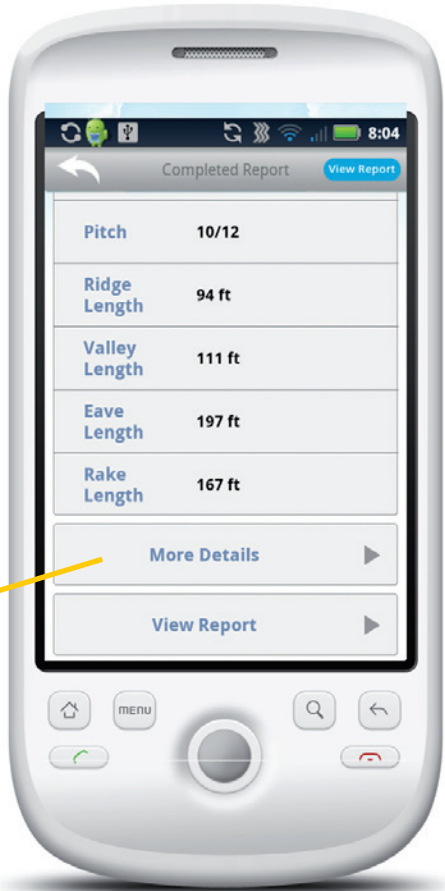 8:04
Completed Report
View Report
Pitch 10/12
Ridge
Length 94 ft
Valley
Length 111 ft
Eave
Length 197 ft
Rake
Length 167 ft
More Details
View Report
MENU